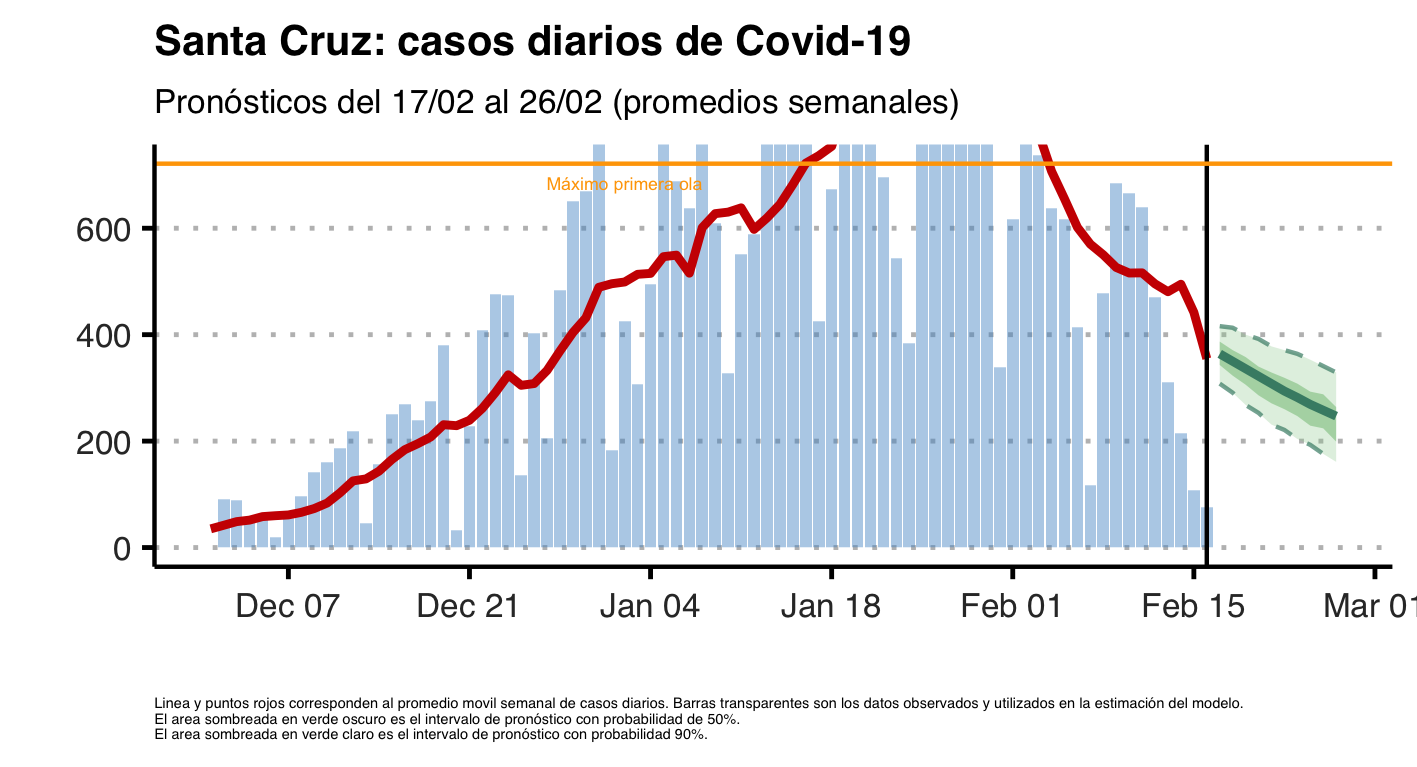 Santa Cruz: casos diarios de Covid-19
Pronósticos del 17/02 al 26/02 (promedios semanales)
Máximo primera ola
600
400
200
0
Dec 07
Dec 21
Jan 04
Jan 18
Feb 01
Feb 15
Mar 01
Linea y puntos rojos corresponden al promedio movil semanal de casos diarios. Barras transparentes son los datos observados y utilizados en la estimación del modelo.
El area sombreada en verde oscuro es el intervalo de pronóstico con probabilidad de 50%.
El area sombreada en verde claro es el intervalo de pronóstico con probabilidad 90%.